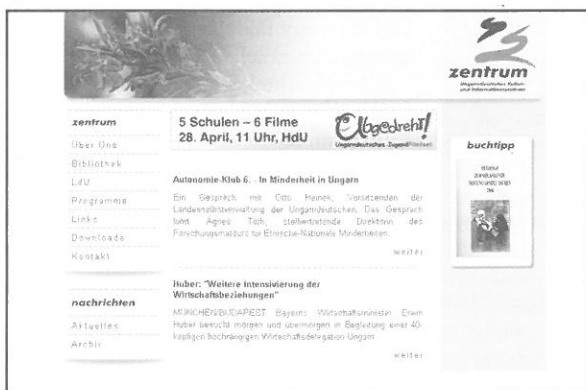 zentrum
Ungarndeutsches Kultur-
und Informationszentrum
zentrum
Über Uns
Bibliothek
LdU
Programme
Links
Downloads
Kontakt
nachrichten
Aktuelles
Archiv
5 Schulen – 6 Filme
28. April, 11 Uhr, HdU
Abgedreht!
Ungarndeutsches JugendFilmfest
Autonomie-Klub 6. - In Minderheit in Ungarn
Ein Gespräch mit Otto Heinek, Vorsitzenden der
Landesselbstverwaltung der Ungarndeutschen. Das Gespräch
führt Agnes Tóth, stellvertretende Direktorin des
Forschungsinstituts für Ethnische-Nationale Minderheiten.
weiter
Huber: "Weitere Intensivierung der
Wirtschaftsbeziehungen"
MÜNCHEN/BUDAPEST Bayerns Wirtschaftsminister Erwin
Huber besucht morgen und übermorgen in Begleitung einer 40-
köpfigen hochrangigen Wirtschaftsdelegation Ungarn.
weiter
buchtipp